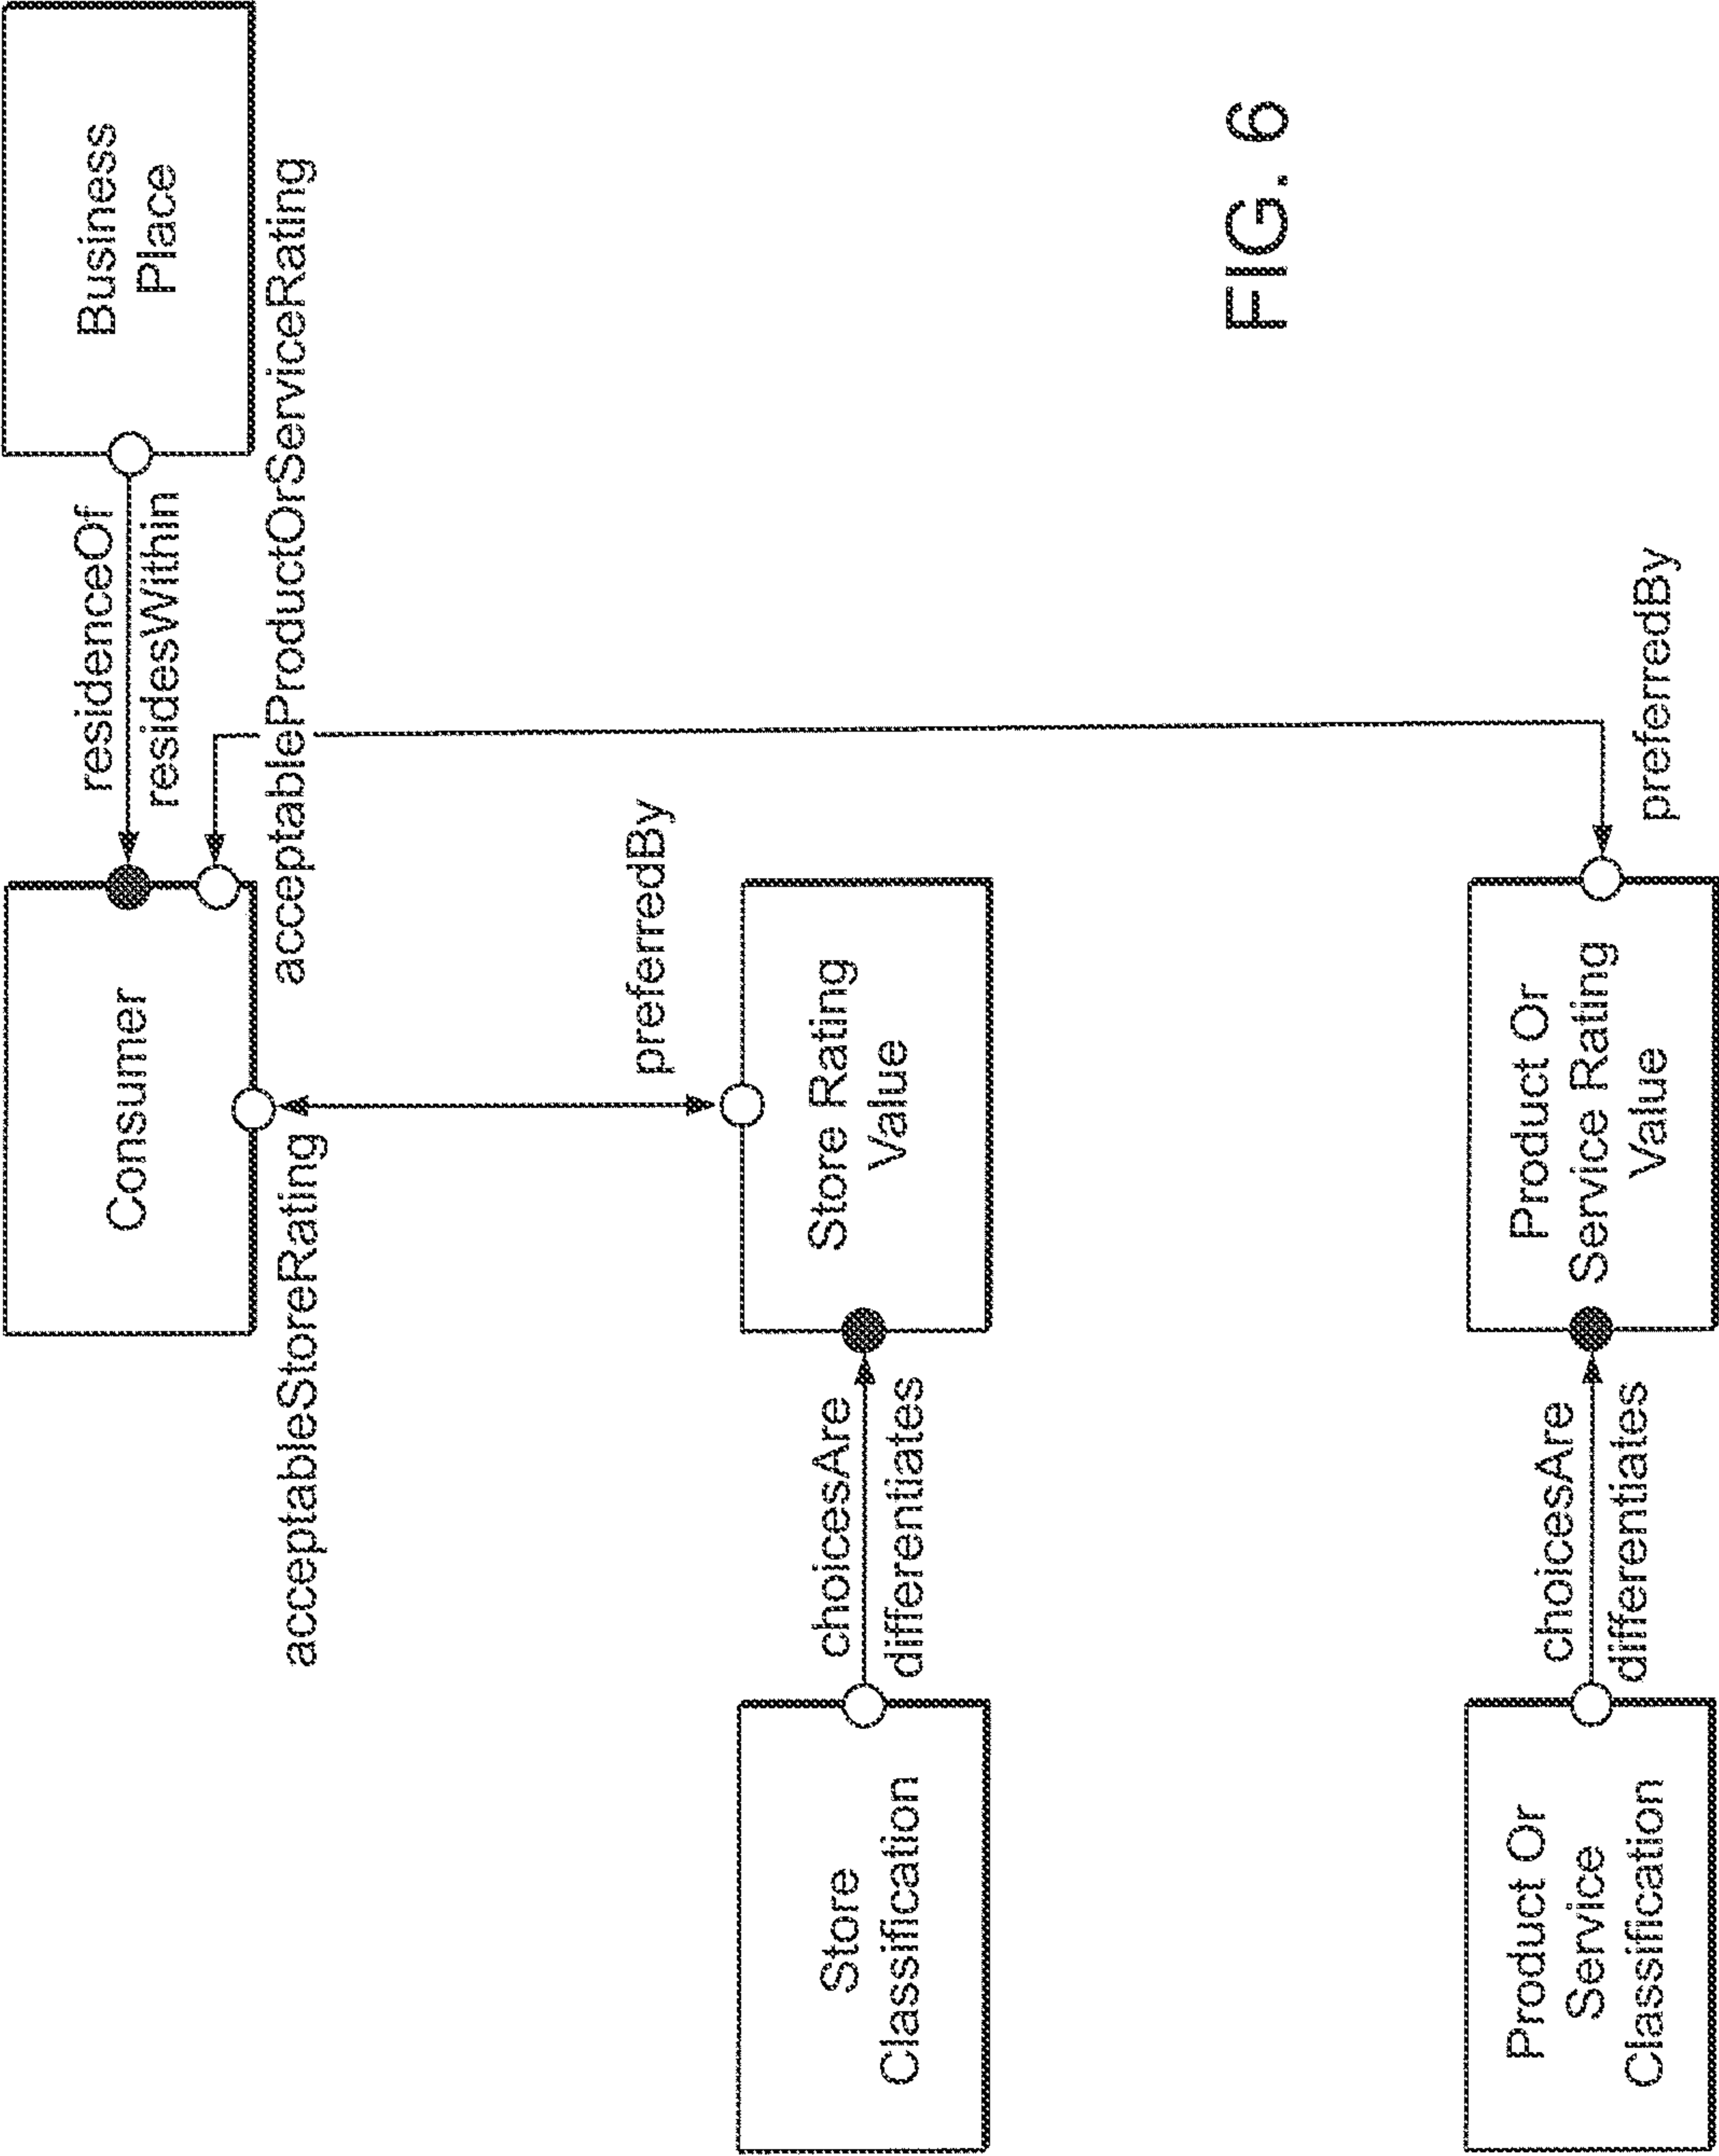 Consumer
residenceOf
residesWithin
Business
Place
acceptableStoreRating
acceptableProductOrServiceRating
preferredBy
Store
Classification
choicesAre
differentiates
Store Rating
Value
FIG. 6
preferredBy
Product Or
Service
Classification
choicesAre
differentiates
Product Or
Service Rating
Value